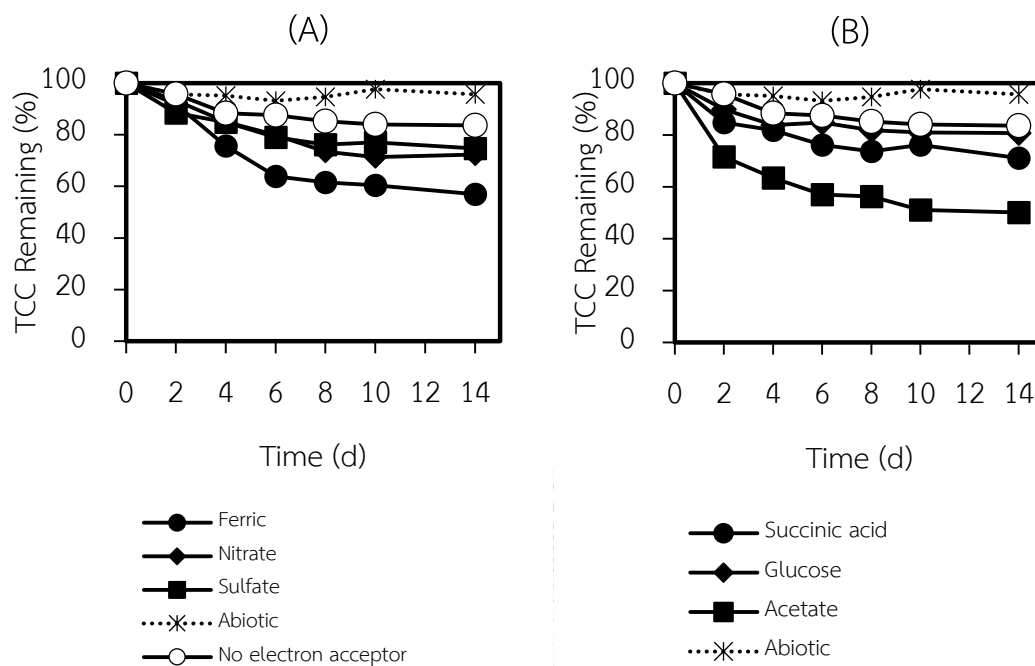 (A)
TCC Remaining (%)
100
80
60
40
20
0
0 2 4 6 8 10 12 14
Time (d)
Ferric
Nitrate
Sulfate
Abiotic
No electron acceptor
(B)
TCC Remaining (%)
100
80
60
40
20
0
0 2 4 6 8 10 12 14
Time (d)
Succinic acid
Glucose
Acetate
Abiotic